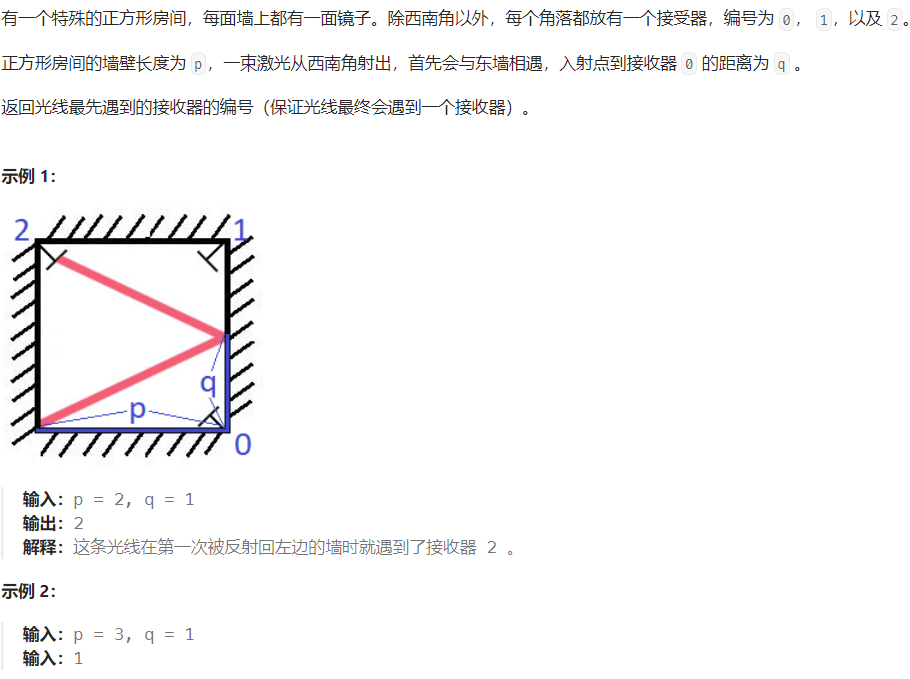 有一个特殊的正方形房间，每面墙上都有一面镜子。除西南角以外，每个角落都放有一个接受器，编号为 0， 1，以及 2。
正方形房间的墙壁长度为 p，一束激光从西南角射出，首先会与东墙相遇，入射点到接收器 0 的距离为 q 。
返回光线最先遇到的接收器的编号（保证光线最终会遇到一个接收器）。
示例 1：
2
1
q
p
0
输入：p = 2, q = 1
输出：2
解释：这条光线在第一次被反射回左边的墙时就遇到了接收器 2 。
示例 2：
输入：p = 3, q = 1
输入：1